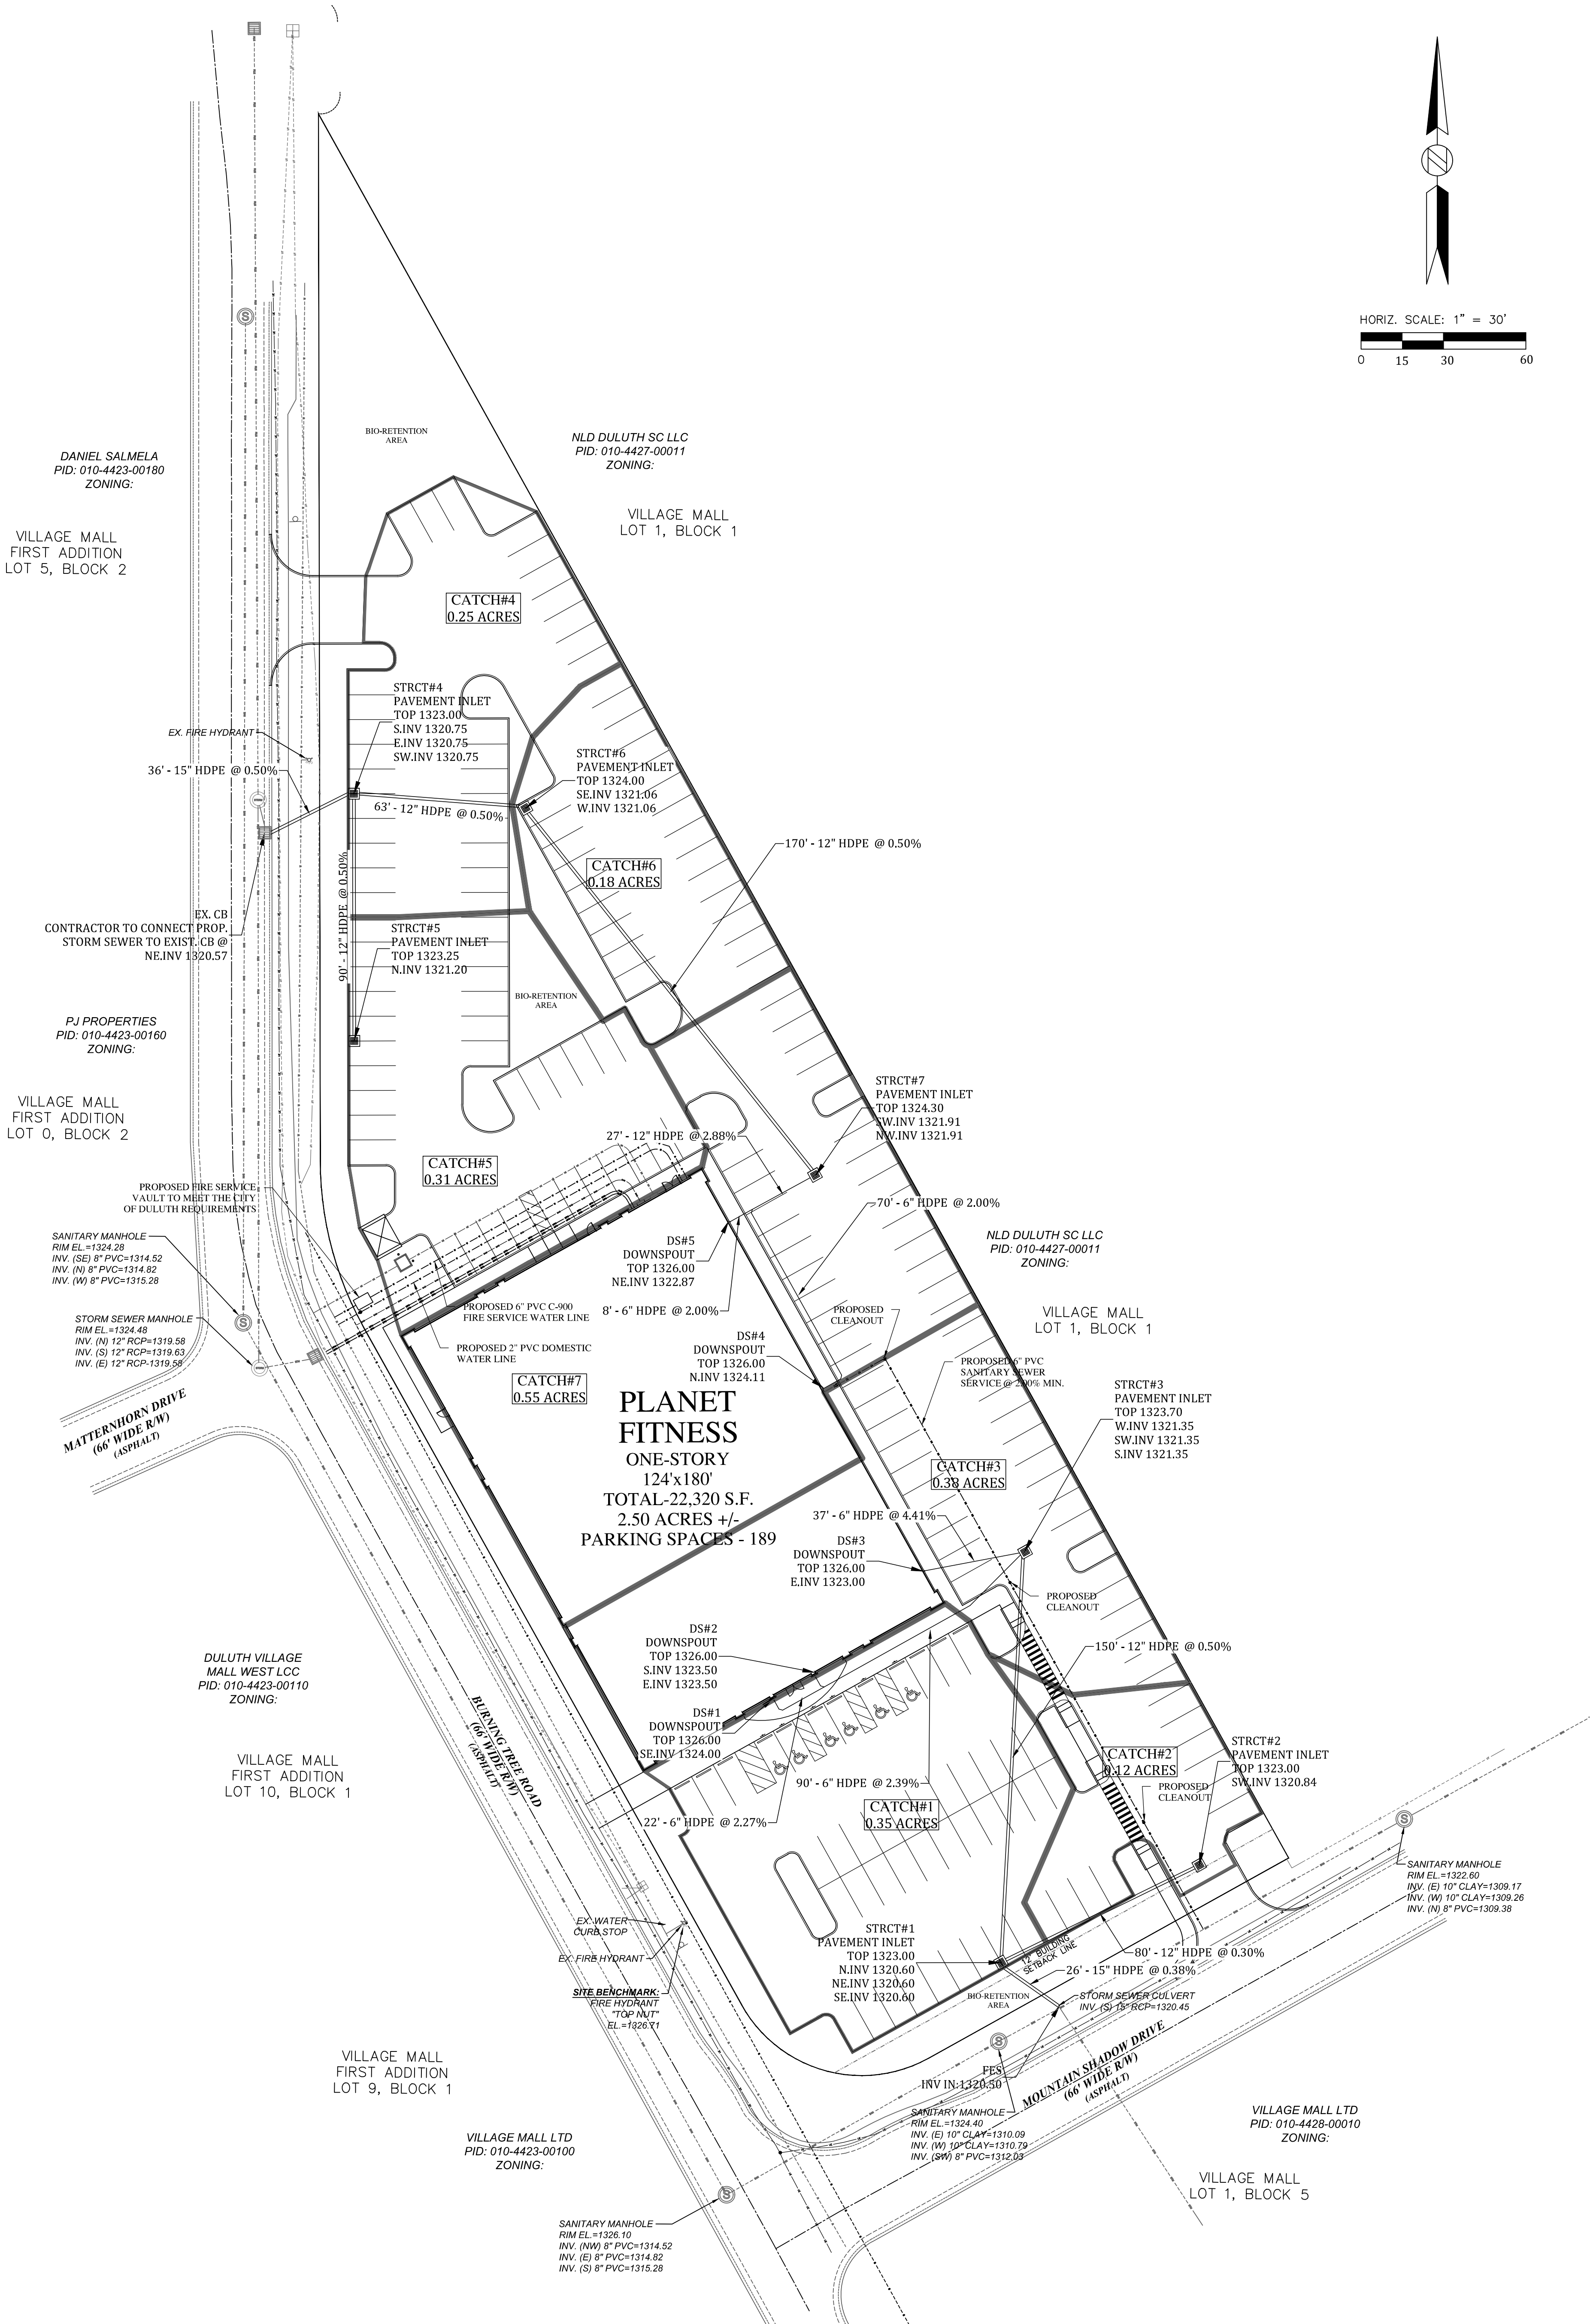 HORIZ. SCALE: 1" = 30'
0 15 30 60
BIO-RETENTION
AREA
NLD DULUTH SC LLC
PID: 010-4427-00011
ZONING:
DANIEL SALMELA
PID: 010-4423-00180
ZONING:
VILLAGE MALL
LOT 1, BLOCK 1
VILLAGE MALL
FIRST ADDITION
LOT 5, BLOCK 2
CATCH#4
0.25 ACRES
STRCT#4
PAVEMENT INLET
TOP 1323.00
S.INV 1320.75
E.INV 1320.75
SW.INV 1320.75
EX. FIRE HYDRANT
36' - 15" HDPE @ 0.50%
STRCT#6
PAVEMENT INLET
TOP 1324.00
SE.INV 1321.06
W.INV 1321.06
63' - 12" HDPE @ 0.50%
170' - 12" HDPE @ 0.50%
CATCH#6
0.18 ACRES
90' - 12" HDPE @ 0.50%
EX. CB
CONTRACTOR TO CONNECT PROP.
STORM SEWER TO EXIST. CB @
NE.INV 1320.57
STRCT#5
PAVEMENT INLET
TOP 1323.25
N.INV 1321.20
BIO-RETENTION
AREA
PJ PROPERTIES
PID: 010-4423-00160
ZONING:
VILLAGE MALL
FIRST ADDITION
LOT 0, BLOCK 2
STRCT#7
PAVEMENT INLET
TOP 1324.30
SW.INV 1321.91
NW.INV 1321.91
27' - 12" HDPE @ 2.88%
CATCH#5
0.31 ACRES
PROPOSED FIRE SERVICE
VAULT TO MEET THE CITY
OF DULUTH REQUIREMENTS
70' - 6" HDPE @ 2.00%
SANITARY MANHOLE
RIM EL.=1324.28
INV. (SE) 8" PVC=1314.52
INV. (N) 8" PVC=1314.82
INV. (W) 8" PVC=1315.28
DS#5
DOWNSPOUT
TOP 1326.00
NE.INV 1322.87
NLD DULUTH SC LLC
PID: 010-4427-00011
ZONING:
8' - 6" HDPE @ 2.00%
PROPOSED 6" PVC C-900
FIRE SERVICE WATER LINE
PROPOSED
CLEANOUT
VILLAGE MALL
LOT 1, BLOCK 1
STORM SEWER MANHOLE
RIM EL.=1324.48
INV. (N) 12" RCP=1319.58
INV. (S) 12" RCP=1319.63
INV. (E) 12" RCP-1319.58
DS#4
DOWNSPOUT
TOP 1326.00
N.INV 1324.11
PROPOSED 2" PVC DOMESTIC
WATER LINE
PROPOSED 6" PVC
SANITARY SEWER
SERVICE @ 2.00% MIN.
CATCH#7
0.55 ACRES
MATTERNHORN DRIVE
(66' WIDE R/W)
(ASPHALT)
PLANET
FITNESS
ONE-STORY
124'x180'
TOTAL-22,320 S.F.
2.50 ACRES +/-
PARKING SPACES - 189
STRCT#3
PAVEMENT INLET
TOP 1323.70
W.INV 1321.35
SW.INV 1321.35
S.INV 1321.35
CATCH#3
0.38 ACRES
37' - 6" HDPE @ 4.41%
DS#3
DOWNSPOUT
TOP 1326.00
E.INV 1323.00
PROPOSED
CLEANOUT
DS#2
DOWNSPOUT
TOP 1326.00
S.INV 1323.50
E.INV 1323.50
150' - 12" HDPE @ 0.50%
DULUTH VILLAGE
MALL WEST LCC
PID: 010-4423-00110
ZONING:
BURNING TREE ROAD
(66' WIDE R/W)
(ASPHALT)
DS#1
DOWNSPOUT
TOP 1326.00
SE.INV 1324.00
VILLAGE MALL
FIRST ADDITION
LOT 10, BLOCK 1
STRCT#2
PAVEMENT INLET
TOP 1323.00
SW.INV 1320.84
CATCH#2
0.12 ACRES
PROPOSED
CLEANOUT
90' - 6" HDPE @ 2.39%
CATCH#1
0.35 ACRES
22' - 6" HDPE @ 2.27%
SANITARY MANHOLE
RIM EL.=1322.60
INV. (E) 10" CLAY=1309.17
INV. (W) 10" CLAY=1309.26
INV. (N) 8" PVC=1309.38
EX. WATER
CURB STOP
EX. FIRE HYDRANT
STRCT#1
PAVEMENT INLET
TOP 1323.00
N.INV 1320.60
NE.INV 1320.60
SE.INV 1320.60
12' BUILDING
SETBACK LINE
80' - 12" HDPE @ 0.30%
26' - 15" HDPE @ 0.38%
SITE BENCHMARK:
FIRE HYDRANT
"TOP NUT"
EL.=1326.71
BIO-RETENTION
AREA
STORM SEWER CULVERT
INV. (S) 15" RCP=1320.45
FES
INV IN:1320.50
MOUNTAIN SHADOW DRIVE
(66' WIDE R/W)
(ASPHALT)
VILLAGE MALL
FIRST ADDITION
LOT 9, BLOCK 1
SANITARY MANHOLE
RIM EL.=1324.40
INV. (E) 10" CLAY=1310.09
INV. (W) 10" CLAY=1310.79
INV. (SW) 8" PVC=1312.03
VILLAGE MALL LTD
PID: 010-4428-00010
ZONING:
VILLAGE MALL LTD
PID: 010-4423-00100
ZONING:
VILLAGE MALL
LOT 1, BLOCK 5
SANITARY MANHOLE
RIM EL.=1326.10
INV. (NW) 8" PVC=1314.52
INV. (E) 8" PVC=1314.82
INV. (S) 8" PVC=1315.28